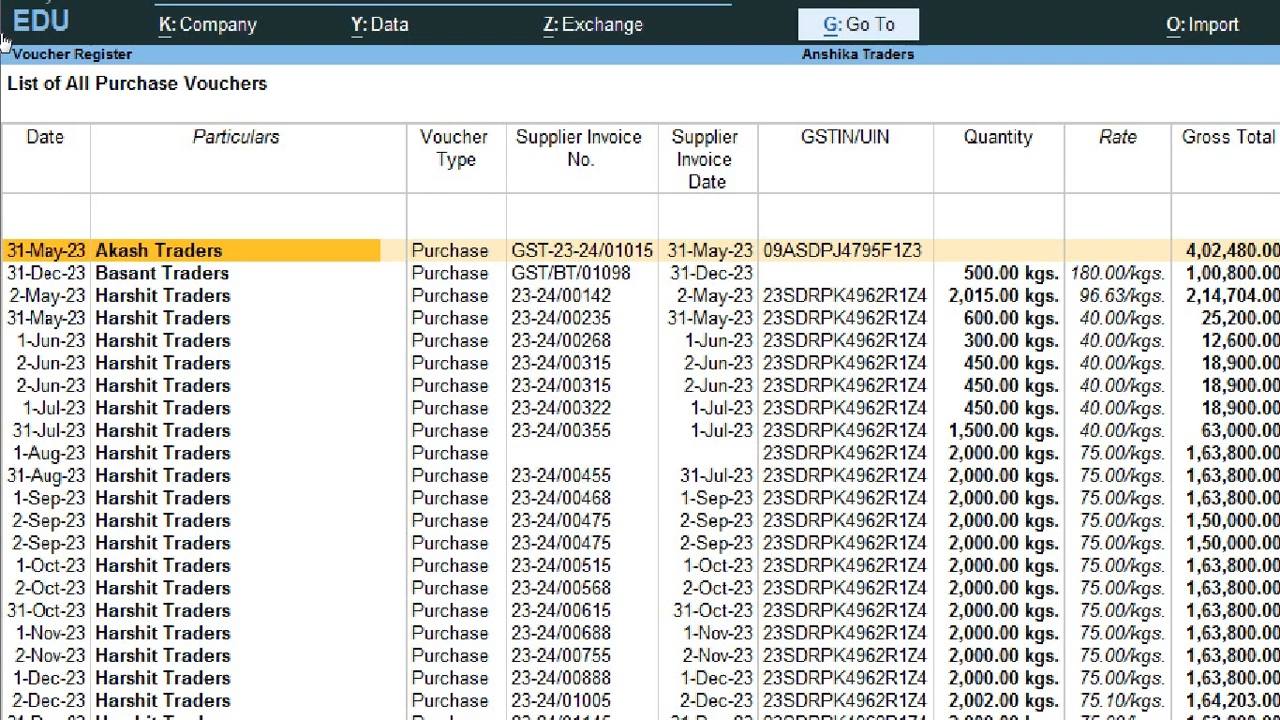 EDU K: Company Y: Data Z: Exchange G: Go To O: Import
Voucher Register Anshika Traders
List of All Purchase Vouchers
Date Particulars Voucher Type Supplier Invoice No. Supplier Invoice Date GSTIN/UIN Quantity Rate Gross Total
31-May-23 Akash Traders Purchase GST-23-24/01015 31-May-23 09ASDPJ4795F1Z3 4,02,480.00
31-Dec-23 Basant Traders Purchase GST/BT/01098 31-Dec-23 500.00 kgs. 180.00/kgs. 1,00,800.00
2-May-23 Harshit Traders Purchase 23-24/00142 2-May-23 23SDRPK4962R1Z4 2,015.00 kgs. 96.63/kgs. 2,14,704.00
31-May-23 Harshit Traders Purchase 23-24/00235 31-May-23 23SDRPK4962R1Z4 600.00 kgs. 40.00/kgs. 25,200.00
1-Jun-23 Harshit Traders Purchase 23-24/00268 1-Jun-23 23SDRPK4962R1Z4 300.00 kgs. 40.00/kgs. 12,600.00
2-Jun-23 Harshit Traders Purchase 23-24/00315 2-Jun-23 23SDRPK4962R1Z4 450.00 kgs. 40.00/kgs. 18,900.00
2-Jun-23 Harshit Traders Purchase 23-24/00315 2-Jun-23 23SDRPK4962R1Z4 450.00 kgs. 40.00/kgs. 18,900.00
1-Jul-23 Harshit Traders Purchase 23-24/00322 1-Jul-23 23SDRPK4962R1Z4 450.00 kgs. 40.00/kgs. 18,900.00
31-Jul-23 Harshit Traders Purchase 23-24/00355 1-Jul-23 23SDRPK4962R1Z4 1,500.00 kgs. 40.00/kgs. 63,000.00
1-Aug-23 Harshit Traders Purchase 23SDRPK4962R1Z4 2,000.00 kgs. 75.00/kgs. 1,63,800.00
31-Aug-23 Harshit Traders Purchase 23-24/00455 31-Jul-23 23SDRPK4962R1Z4 2,000.00 kgs. 75.00/kgs. 1,63,800.00
1-Sep-23 Harshit Traders Purchase 23-24/00468 1-Sep-23 23SDRPK4962R1Z4 2,000.00 kgs. 75.00/kgs. 1,63,800.00
2-Sep-23 Harshit Traders Purchase 23-24/00475 2-Sep-23 23SDRPK4962R1Z4 2,000.00 kgs. 75.00/kgs. 1,50,000.00
2-Sep-23 Harshit Traders Purchase 23-24/00475 2-Sep-23 23SDRPK4962R1Z4 2,000.00 kgs. 75.00/kgs. 1,50,000.00
1-Oct-23 Harshit Traders Purchase 23-24/00515 1-Oct-23 23SDRPK4962R1Z4 2,000.00 kgs. 75.00/kgs. 1,63,800.00
2-Oct-23 Harshit Traders Purchase 23-24/00568 2-Oct-23 23SDRPK4962R1Z4 2,000.00 kgs. 75.00/kgs. 1,63,800.00
31-Oct-23 Harshit Traders Purchase 23-24/00615 31-Oct-23 23SDRPK4962R1Z4 2,000.00 kgs. 75.00/kgs. 1,63,800.00
1-Nov-23 Harshit Traders Purchase 23-24/00688 1-Nov-23 23SDRPK4962R1Z4 2,000.00 kgs. 75.00/kgs. 1,63,800.00
2-Nov-23 Harshit Traders Purchase 23-24/00755 2-Nov-23 23SDRPK4962R1Z4 2,000.00 kgs. 75.00/kgs. 1,63,800.00
1-Dec-23 Harshit Traders Purchase 23-24/00888 1-Dec-23 23SDRPK4962R1Z4 2,000.00 kgs. 75.00/kgs. 1,63,800.00
2-Dec-23 Harshit Traders Purchase 23-24/01005 2-Dec-23 23SDRPK4962R1Z4 2,002.00 kgs. 75.10/kgs. 1,64,203.00